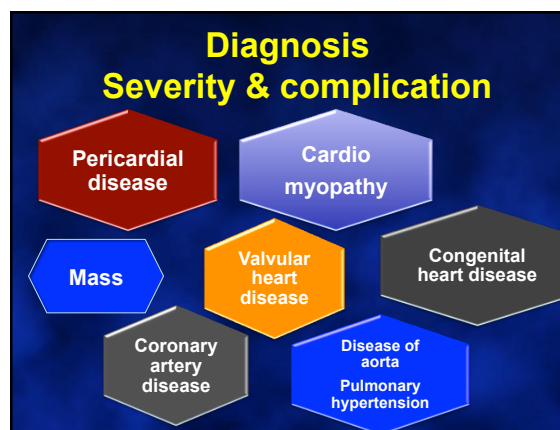 Diagnosis
Severity & complication
Pericardial
disease
Cardio
myopathy
Mass
Valvular
heart
disease
Congenital
heart disease
Coronary
artery
disease
Disease of
aorta
Pulmonary
hypertension